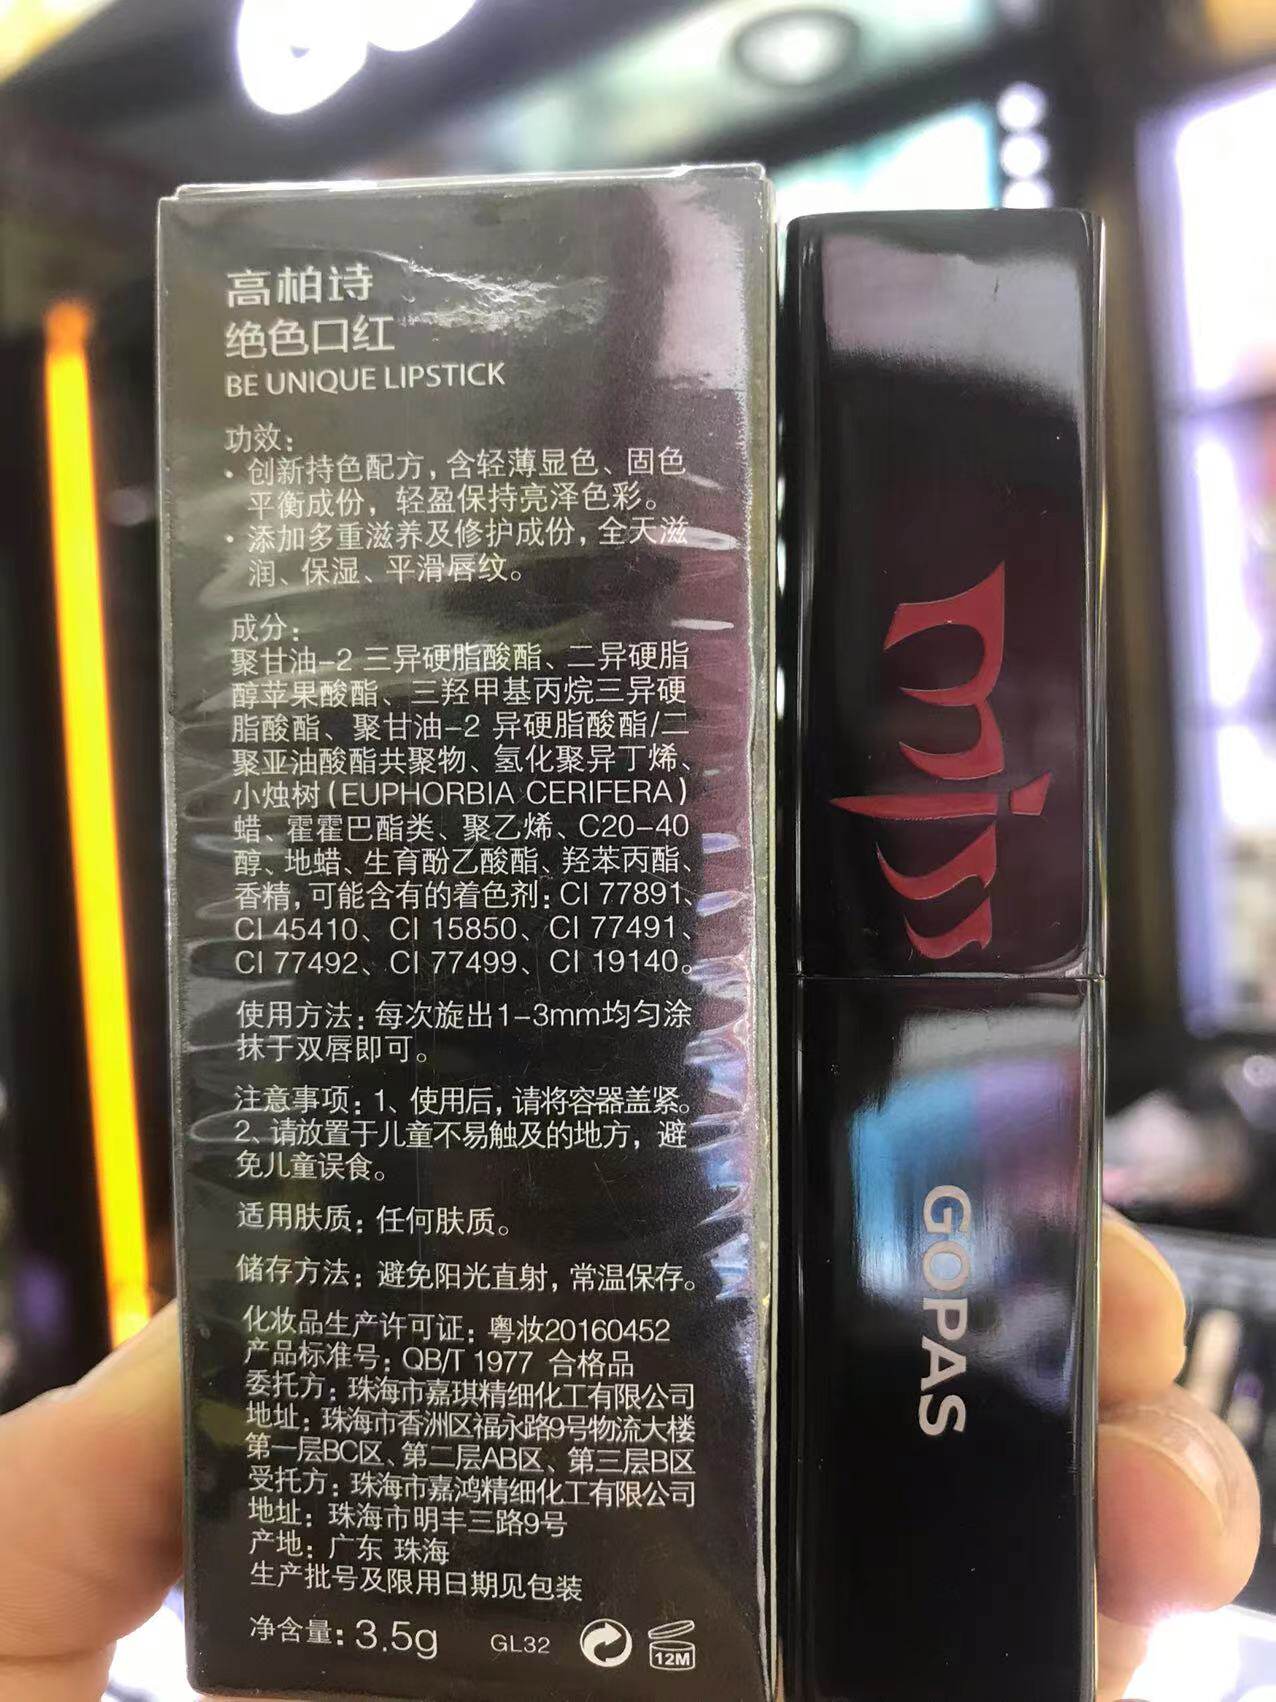 高柏诗
绝色口红
BE UNIQUE LIPSTICK
功效：
· 创新持色配方，含轻薄显色、固色
平衡成份，轻盈保持亮泽色彩。
· 添加多重滋养及修护成份，全天滋
润、保湿、平滑唇纹。
成分：
聚甘油-2 三异硬脂酸酯、二异硬脂
醇苹果酸酯、三羟甲基丙烷三异硬
脂酸酯、聚甘油-2 异硬脂酸酯/二
聚亚油酸酯共聚物、氢化聚异丁烯、
小烛树(EUPHORBIA CERIFERA)
蜡、霍霍巴酯类、聚乙烯、C20-40
醇、地蜡、生育酚乙酸酯、羟苯丙酯、
香精，可能含有的着色剂：CI 77891、
CI 45410、CI 15850、CI 77491、
CI 77492、CI 77499、CI 19140。
使用方法：每次旋出1-3mm均匀涂
抹于双唇即可。
注意事项：1、使用后，请将容器盖紧。
2、请放置于儿童不易触及的地方，避
免儿童误食。
适用肤质：任何肤质。
储存方法：避免阳光直射，常温保存。
化妆品生产许可证：粤妆20160452
产品标准号：QB/T 1977 合格品
委托方：珠海市嘉琪精细化工有限公司
地址：珠海市香洲区福永路9号物流大楼
第一层BC区、第二层AB区、第三层B区
受托方：珠海市嘉鸿精细化工有限公司
地址：珠海市明丰三路9号
产地：广东 珠海
生产批号及限用日期见包装
净含量：3.5g GL32 12M
miss
GOPAS